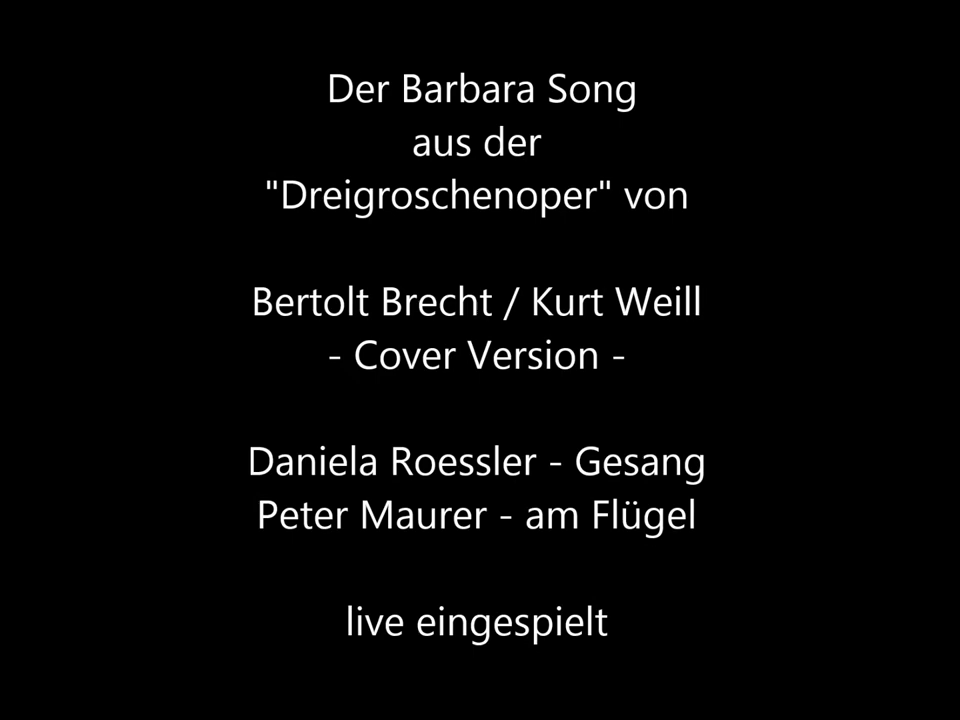 Der Barbara Song
aus der
"Dreigroschenoper" von
Bertolt Brecht / Kurt Weill
- Cover Version -
Daniela Roessler - Gesang
Peter Maurer - am Flügel
live eingespielt